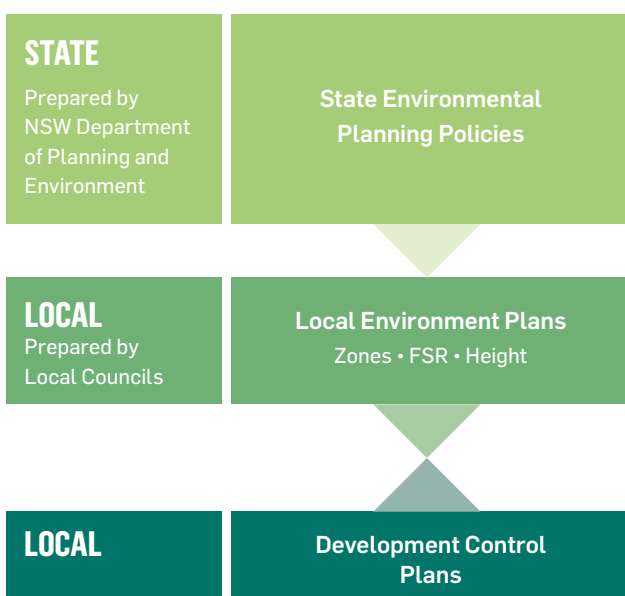 STATE
Prepared by
NSW Department
of Planning and
Environment
State Environmental
Planning Policies
LOCAL
Prepared by
Local Councils
Local Environment Plans
Zones • FSR • Height
LOCAL
Development Control
Plans